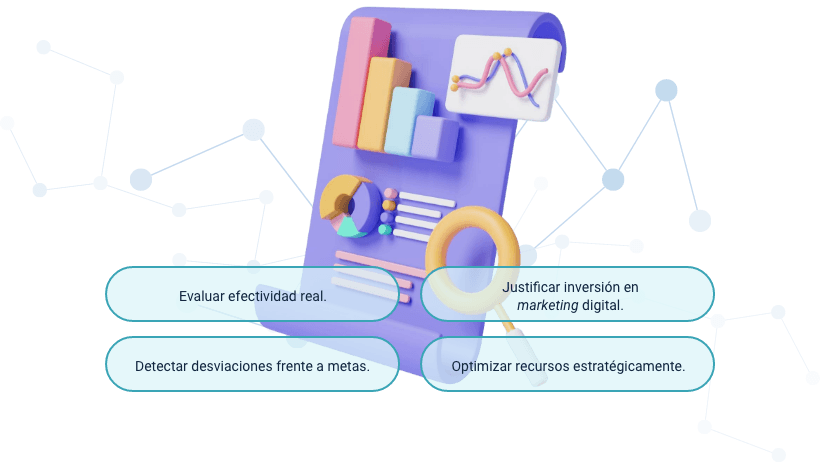 Evaluar efectividad real.
Justificar inversión en
marketing digital.
Detectar desviaciones frente a metas.
Optimizar recursos estratégicamente.